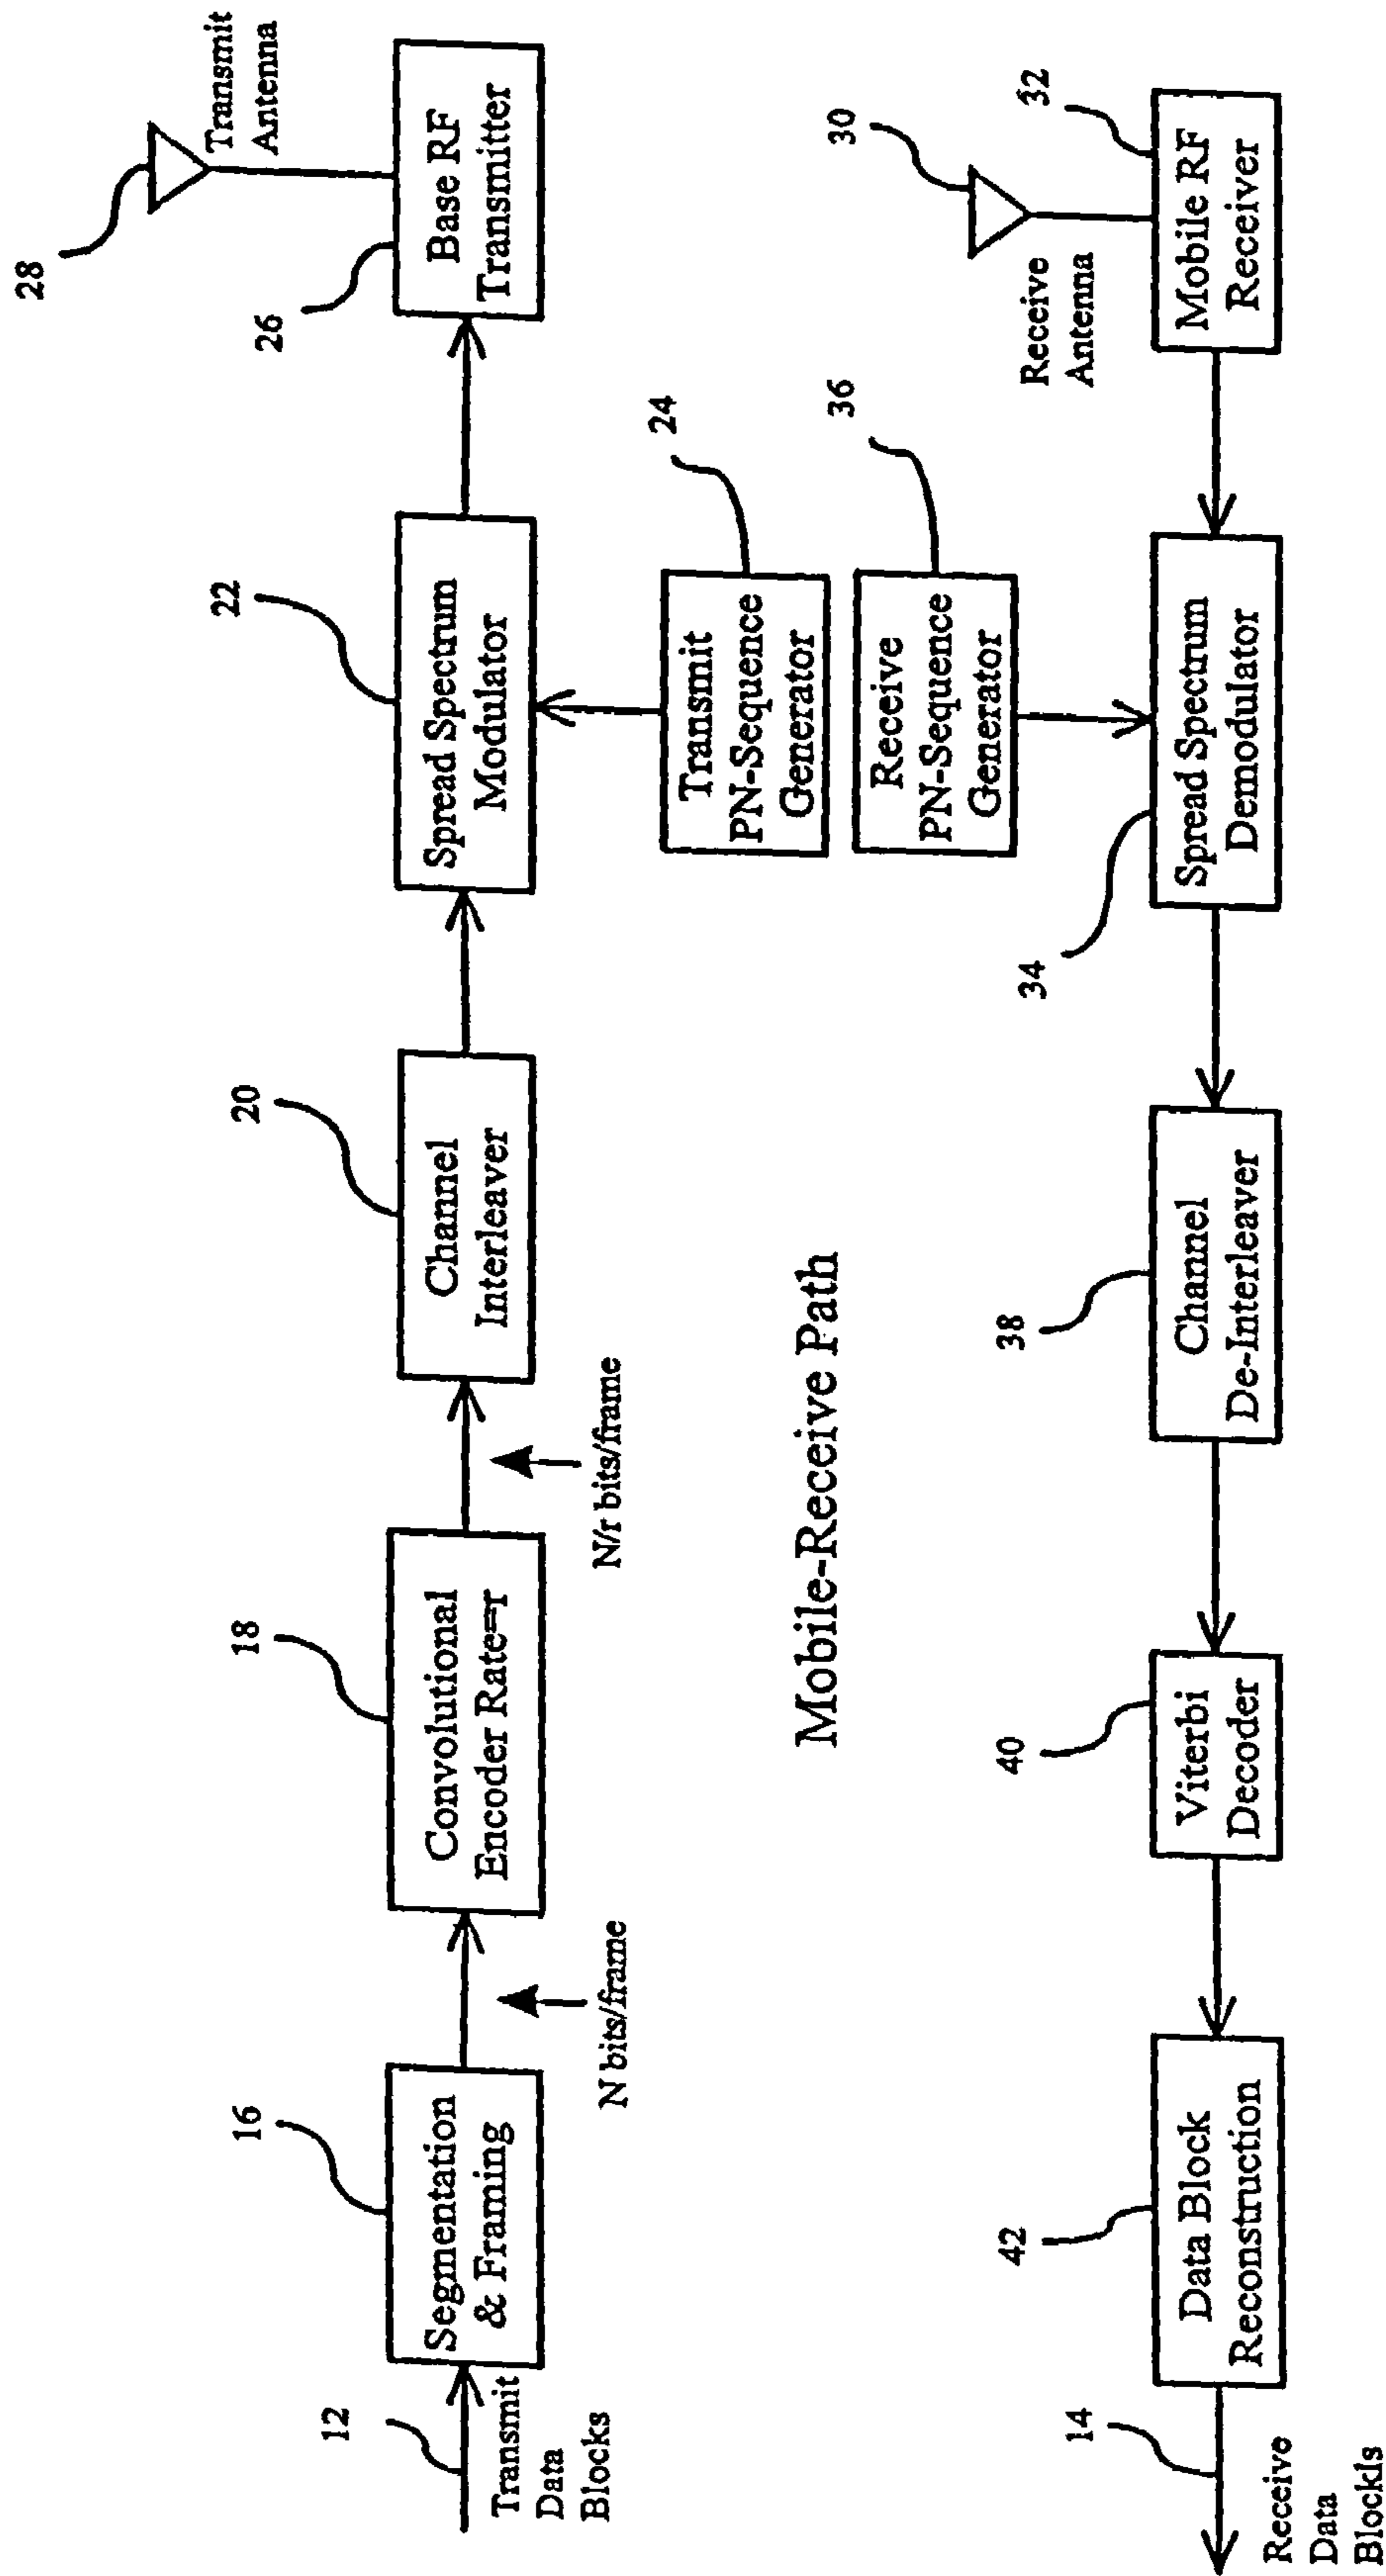 28
Transmit
Antenna
26
Base RF
Transmitter
22
Spread Spectrum
Modulator
24
Transmit
PN-Sequence
Generator
20
Channel
Interleaver
N/r bits/frame
18
Convolutional
Encoder Rate=r
N bits/frame
16
Segmentation
& Framing
12
Transmit
Data
Blocks
Mobile-Receive Path
30
Receive
Antenna
32
Mobile RF
Receiver
36
Receive
PN-Sequence
Generator
34
Spread Spectrum
Demodulator
38
Channel
De-Interleaver
40
Viterbi
Decoder
42
Data Block
Reconstruction
14
Receive
Data
Blockls